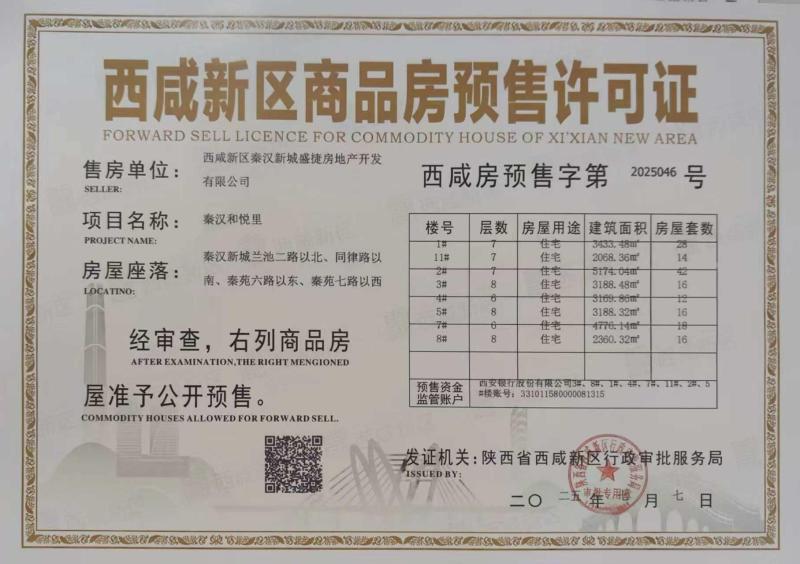 西咸新区商品房预售许可证
FORWARD SELL LICENCE FOR COMMODITY HOUSE OF XI'XIAN NEW AREA
售房单位：西咸新区秦汉新城盛捷房地产开发
SELLER: 有限公司
西咸房预售字第 2025046 号
项目名称：秦汉和悦里
PROJECT NAME:
房屋座落：秦汉新城兰池二路以北、同律路以
LOCATINO: 南、秦苑六路以东、秦苑七路以西
经审查，右列商品房
AFTER EXAMINATION,THE RIGHT MENGIONED
屋准予公开预售。
COMMODITY HOUSES ALLOWED FOR FORWARD SELL.
楼号 层数 房屋用途 建筑面积 房屋套数
1# 7 住宅 3433.48㎡ 28
11# 7 住宅 2068.36㎡ 14
2# 7 住宅 5174.04㎡ 42
3# 8 住宅 3188.48㎡ 16
4# 6 住宅 3169.86㎡ 12
5# 8 住宅 3188.32㎡ 16
7# 6 住宅 4776.14㎡ 18
8# 8 住宅 2360.32㎡ 16
预售资金 西安银行股份有限公司3#、8#、1#、4#、7#、11#、2#、5
监管账户 #楼账号：331011580000081315
发证机关：陕西省西咸新区行政审批服务局
ISSUED BY:
二〇二五年 月七日